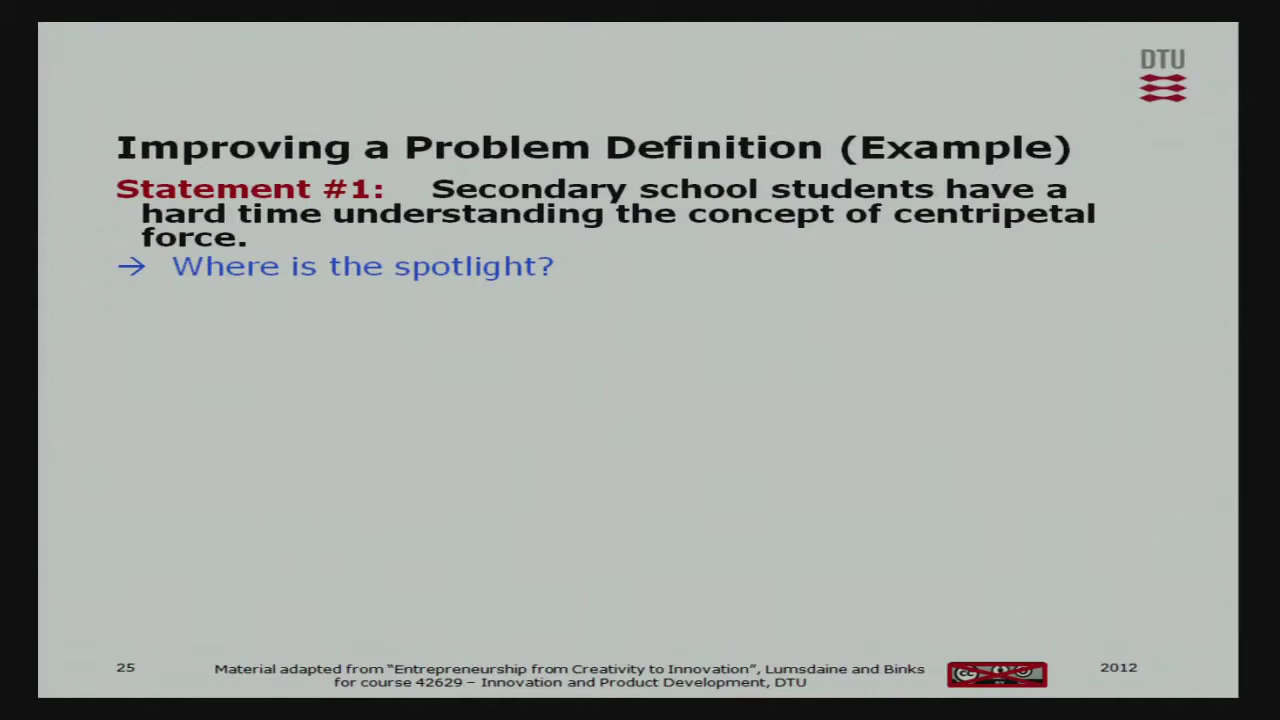 DTU
Improving a Problem Definition (Example)
Statement #1: Secondary school students have a
hard time understanding the concept of centripetal
force.
→ Where is the spotlight?
25
Material adapted from “Entrepreneurship from Creativity to Innovation”, Lumsdaine and Binks
for course 42629 – Innovation and Product Development, DTU
cc
BY
2012